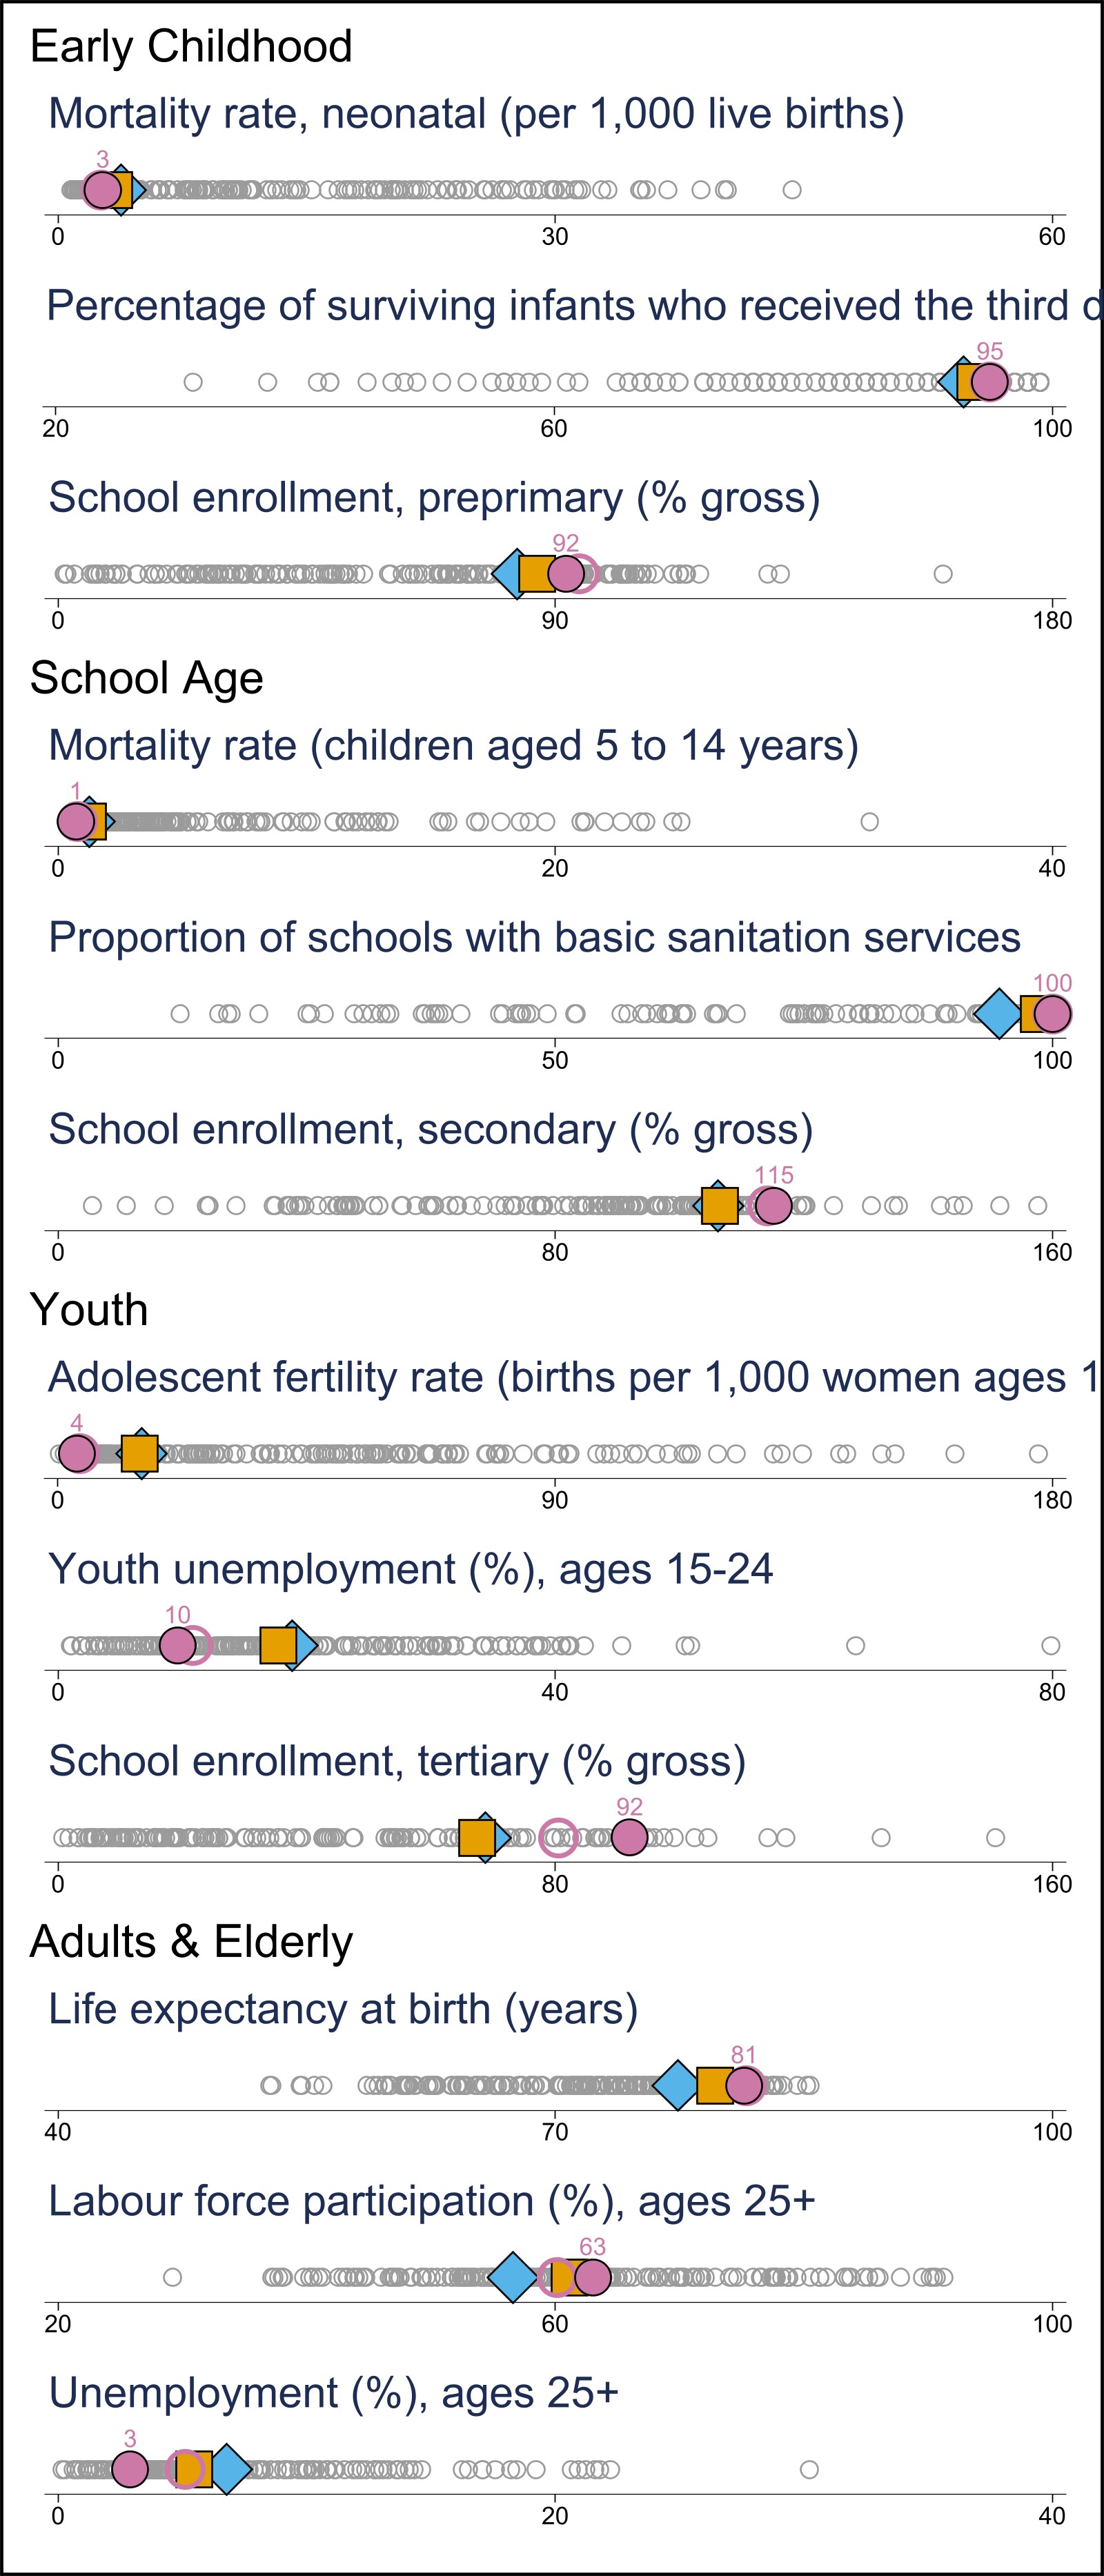 Early Childhood
Mortality rate, neonatal (per 1,000 live births)
3
0 30 60
Percentage of surviving infants who received the third d
95
20 60 100
School enrollment, preprimary (% gross)
92
0 90 180
School Age
Mortality rate (children aged 5 to 14 years)
1
0 20 40
Proportion of schools with basic sanitation services
100
0 50 100
School enrollment, secondary (% gross)
115
0 80 160
Youth
Adolescent fertility rate (births per 1,000 women ages 1
4
0 90 180
Youth unemployment (%), ages 15-24
10
0 40 80
School enrollment, tertiary (% gross)
92
0 80 160
Adults & Elderly
Life expectancy at birth (years)
81
40 70 100
Labour force participation (%), ages 25+
63
20 60 100
Unemployment (%), ages 25+
3
0 20 40